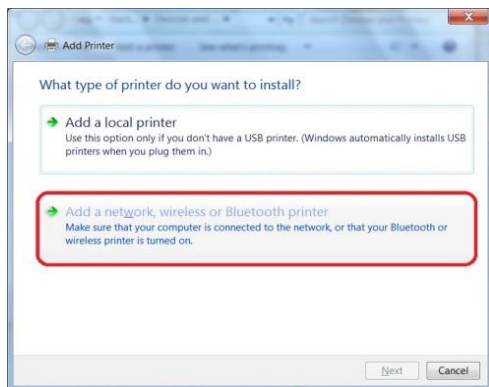 Add Printer
What type of printer do you want to install?
Add a local printer
Use this option only if you don't have a USB printer. (Windows automatically installs USB
printers when you plug them in.)
Add a network, wireless or Bluetooth printer
Make sure that your computer is connected to the network, or that your Bluetooth or
wireless printer is turned on.
Next Cancel